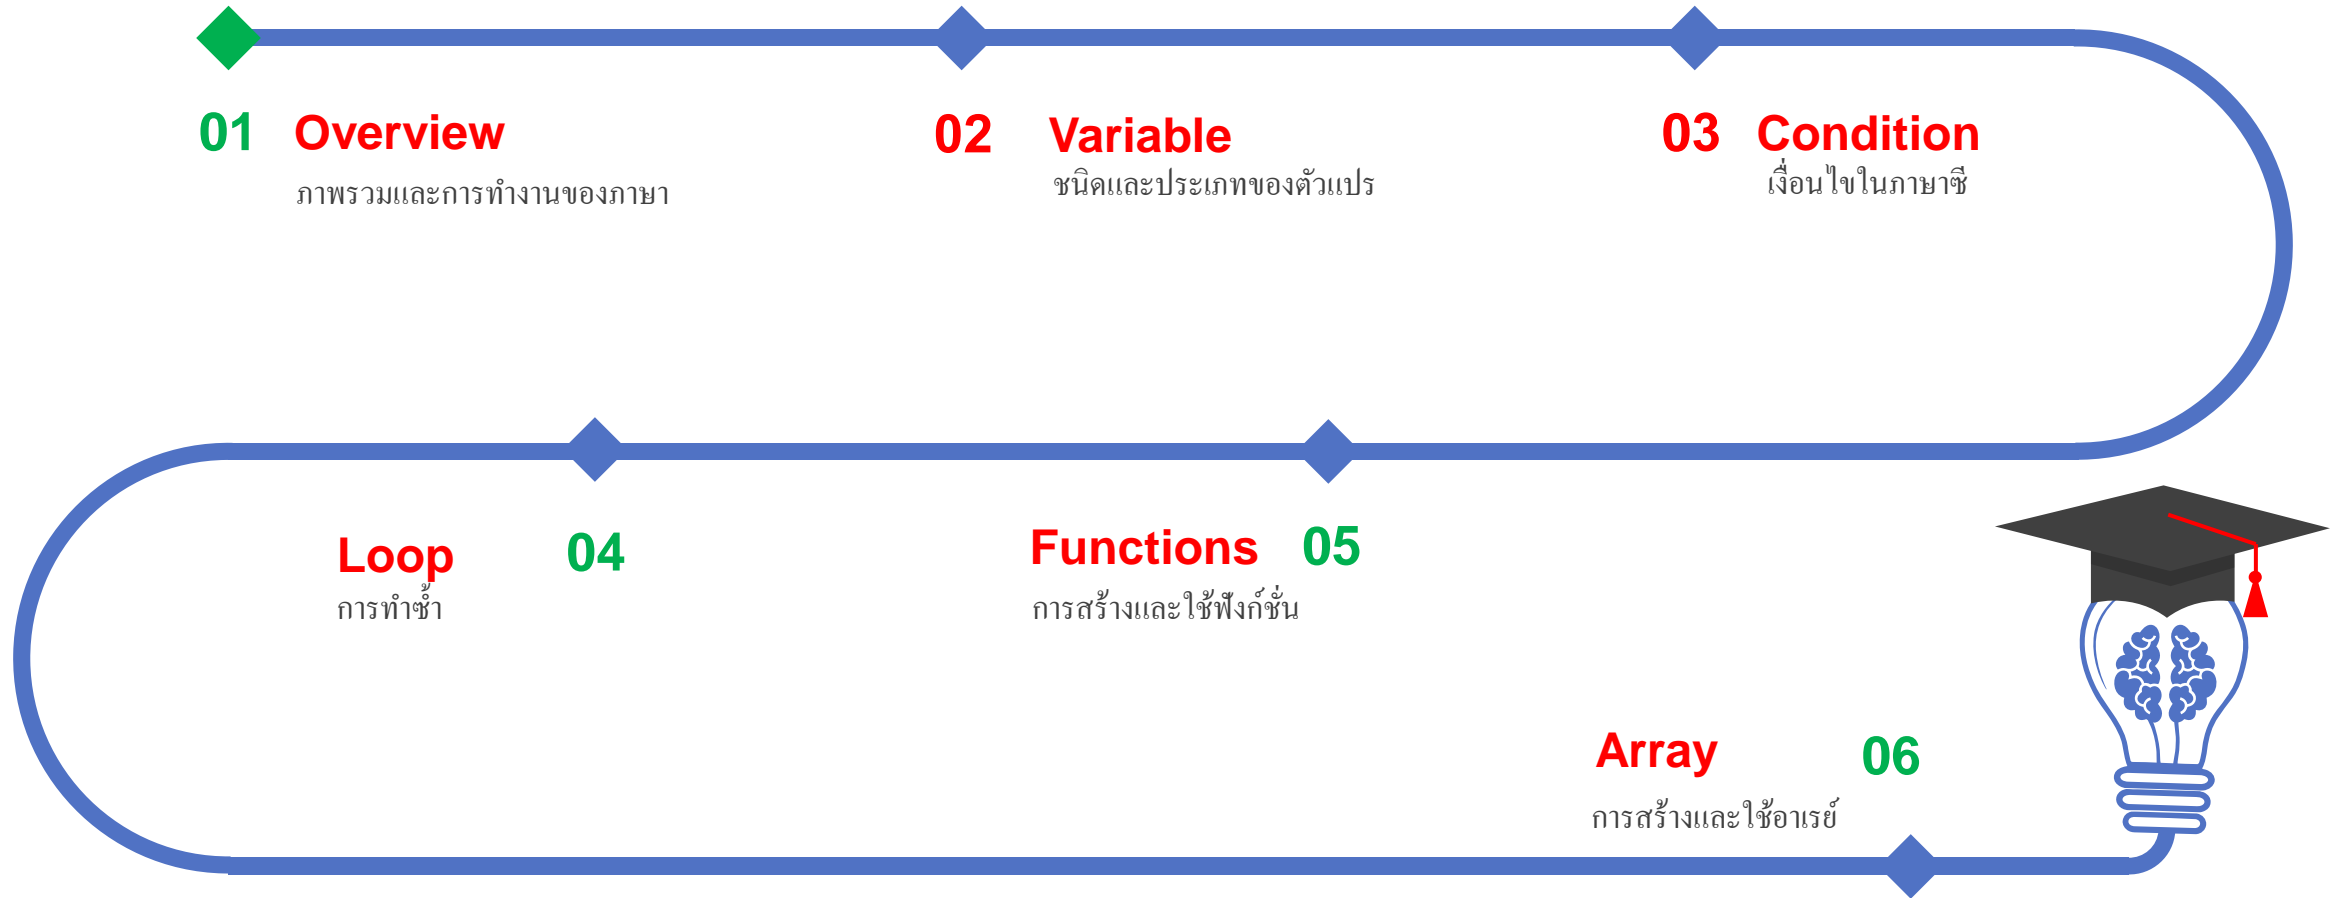 01 Overview
ภาพรวมและการทำงานของภาษา
02 Variable
ชนิดและประเภทของตัวแปร
03 Condition
เงื่อนไขในภาษาซี
Loop 04
การทำซ้ำ
Functions 05
การสร้างและใช้ฟังก์ชั่น
Array 06
การสร้างและใช้อาเรย์